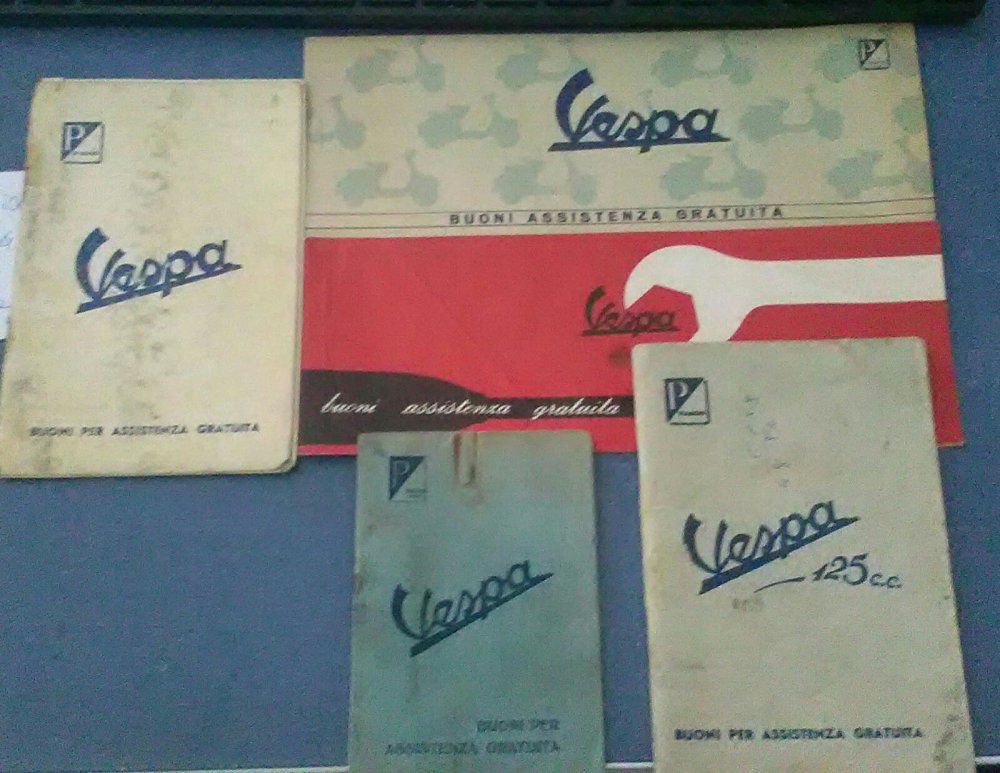 P
Vespa
BUONI PER ASSISTENZA GRATUITA
Vespa
BUONI ASSISTENZA GRATUITA
Vespa
buoni assistenza gratuita
P
Vespa
BUONI PER
ASSISTENZA GRATUITA
P
Vespa
125 c.c.
BUONI PER ASSISTENZA GRATUITA